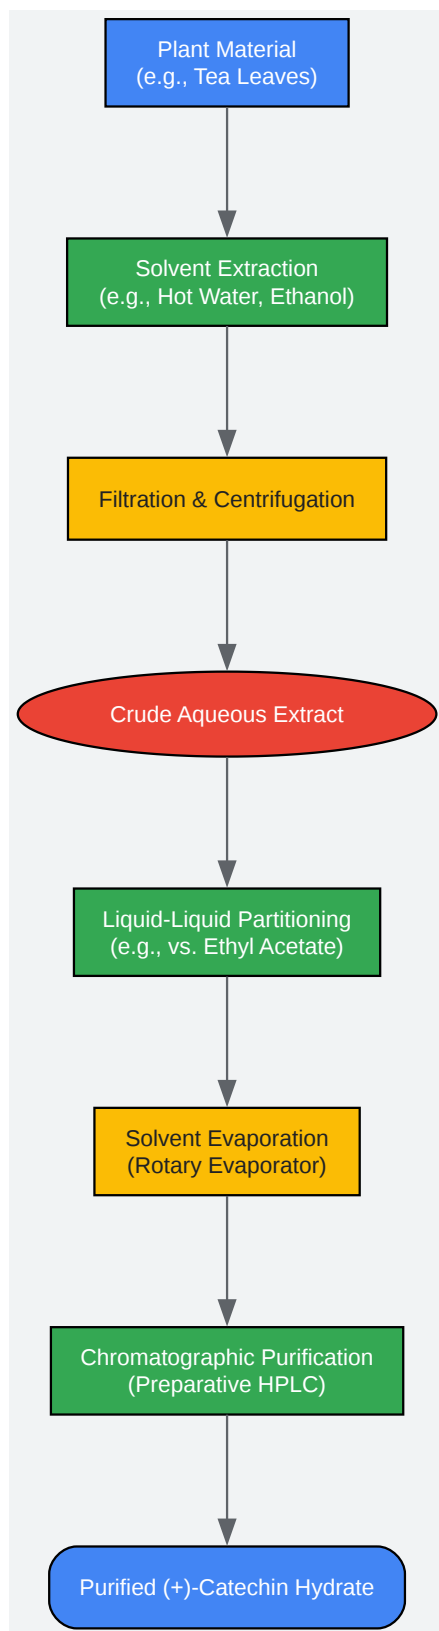 Plant Material
(e.g., Tea Leaves)
Solvent Extraction
(e.g., Hot Water, Ethanol)
Filtration & Centrifugation
Crude Aqueous Extract
Liquid-Liquid Partitioning
(e.g., vs. Ethyl Acetate)
Solvent Evaporation
(Rotary Evaporator)
Chromatographic Purification
(Preparative HPLC)
Purified (+)-Catechin Hydrate